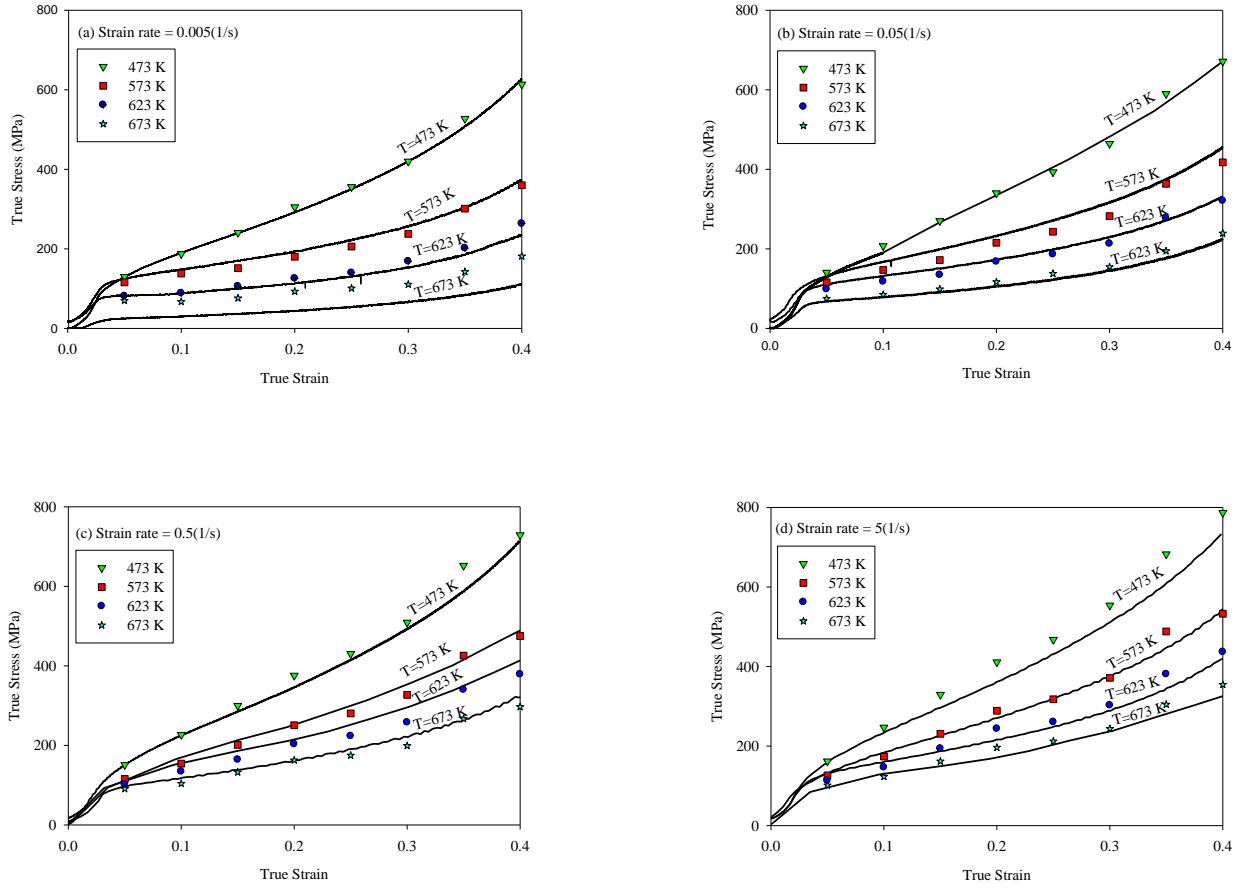 (a) Strain rate = 0.005(1/s)
473 K
573 K
623 K
673 K
T=473 K
T=573 K
T=623 K
T=673 K
True Stress (MPa)
800
600
400
200
0
0.0 0.1 0.2 0.3 0.4
True Strain
(b) Strain rate = 0.05(1/s)
473 K
573 K
623 K
673 K
T=473 K
T=573 K
T=623 K
T=623 K
True Stress (MPa)
800
600
400
200
0
0.0 0.1 0.2 0.3 0.4
True Strain
(c) Strain rate = 0.5(1/s)
473 K
573 K
623 K
673 K
T=473 K
T=573 K
T=623 K
T=673 K
True Stress (MPa)
800
600
400
200
0
0.0 0.1 0.2 0.3 0.4
True Strain
(d) Strain rate = 5(1/s)
473 K
573 K
623 K
673 K
T=473 K
T=573 K
T=623 K
T=673 K
True Stress (MPa)
800
600
400
200
0
0.0 0.1 0.2 0.3 0.4
True Strain